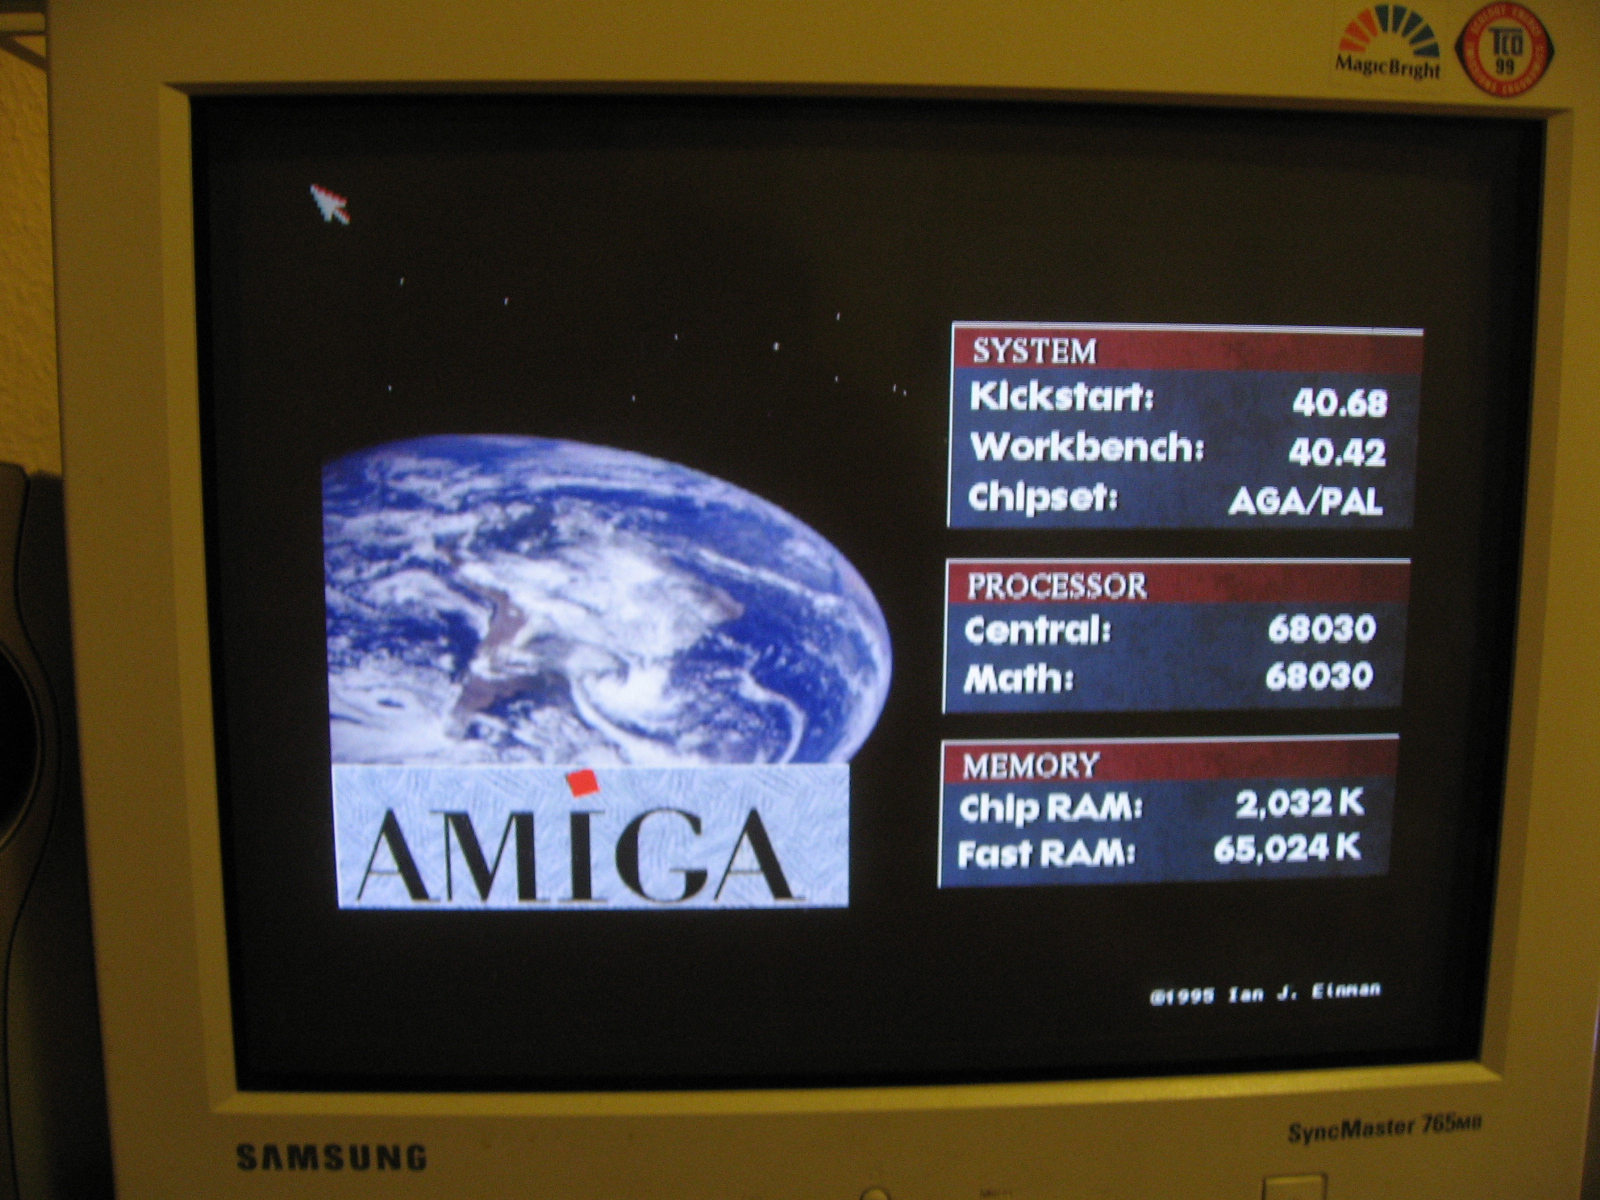 MagicBright
TCO
99
SYSTEM
Kickstart: 40.68
Workbench: 40.42
Chipset: AGA/PAL
PROCESSOR
Central: 68030
Math: 68030
MEMORY
Chip RAM: 2,032 K
Fast RAM: 65,024 K
AMiGA
©1995 Ian J. Einman
SAMSUNG
SyncMaster 765MB